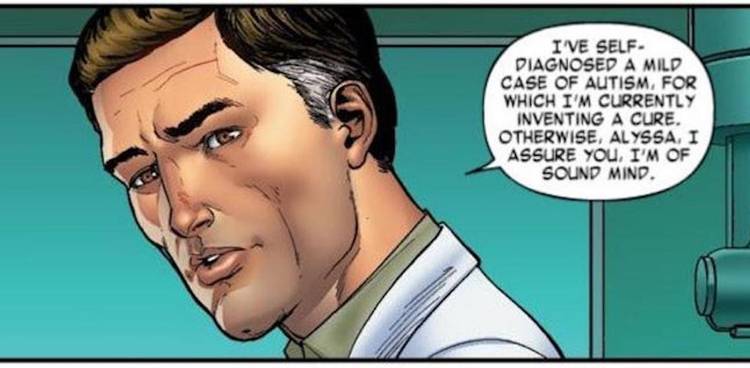 I'VE SELF-
DIAGNOSED A MILD
CASE OF AUTISM, FOR
WHICH I'M CURRENTLY
INVENTING A CURE.
OTHERWISE, ALYSSA, I
ASSURE YOU, I'M OF
SOUND MIND.